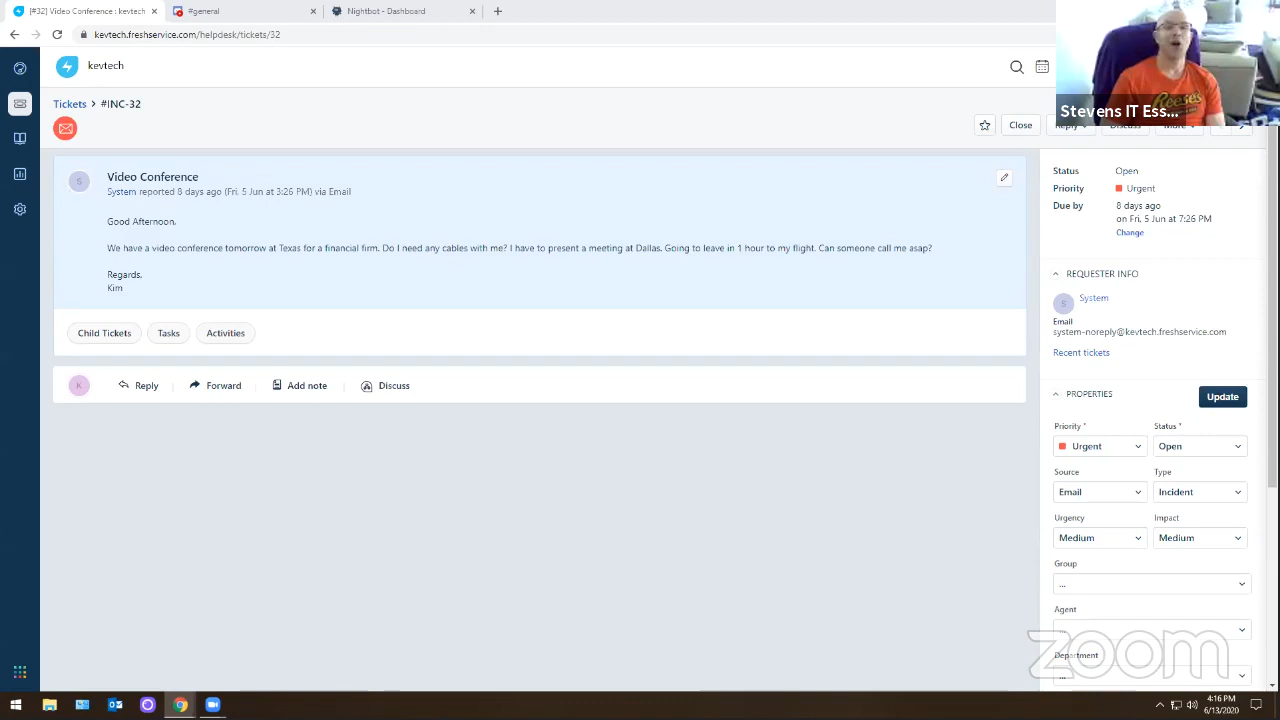 [#32] Video Conference : kevtech
#general
Nightbot - Dashboard
kevtech.freshservice.com/helpdesk/tickets/32
kevtech
Tickets > #INC-32
Close
Reply
Discuss
More
Stevens IT Ess...
Reese's
S
Video Conference
System reported 8 days ago (Fri, 5 Jun at 3:26 PM) via Email
Good Afternoon,
We have a video conference tomorrow at Texas for a financial firm. Do I need any cables with me? I have to present a meeting at Dallas. Going to leave in 1 hour to my flight. Can someone call me asap?
Regards,
Kim
Child Tickets
Tasks
Activities
K
Reply
Forward
Add note
Discuss
Status
Open
Priority
Urgent
Due by
8 days ago
on Fri, 5 Jun at 7:26 PM
Change
REQUESTER INFO
S
System
Email
system-noreply@kevtech.freshservice.com
Recent tickets
PROPERTIES
Update
Priority *
Status *
Urgent
Open
Source
Type
Email
Incident
Urgency
Impact
Medium
Medium
Group
...
Agent
...
Department
...
zoom
4:16 PM
6/13/2020